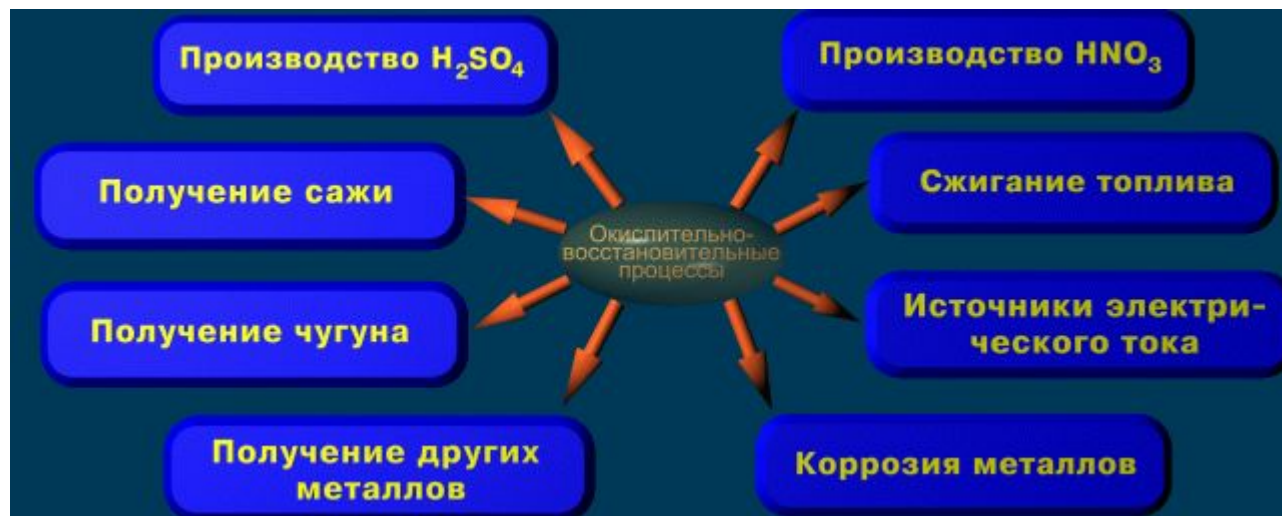 Производство H₂SO₄
Производство HNO₃
Получение сажи
Сжигание топлива
Окислительно-
восстановительные
процессы
Получение чугуна
Источники электри-
ческого тока
Получение других
металлов
Коррозия металлов